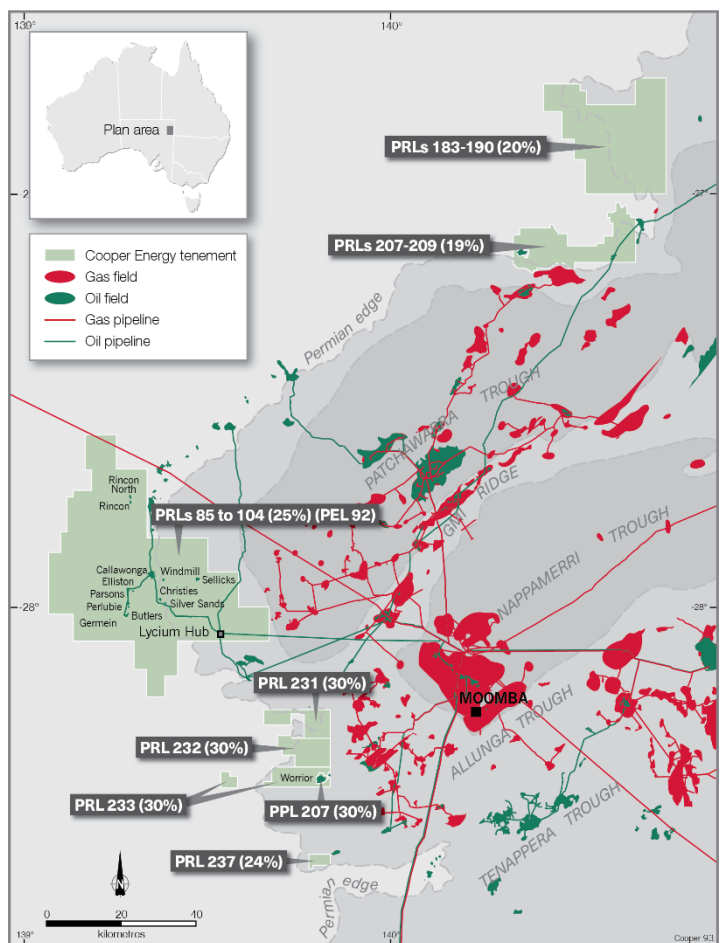 139°
140°
Plan area
PRLs 183-190 (20%)
-27°
PRLs 207-209 (19%)
Cooper Energy tenement
Gas field
Oil field
Gas pipeline
Oil pipeline
Permian edge
PATCHAWARRA TROUGH
GMI RIDGE
NAPPAMERRI TROUGH
Rincon
North
Rincon
PRLs 85 to 104 (25%) (PEL 92)
Callawonga
Windmill
Elliston
Sellicks
Parsons
Christies
Perlubie
Silver Sands
Germein
Butlers
-28°
-28°
Lycium Hub
PRL 231 (30%)
MOOMBA
ALLUNGA TROUGH
PRL 232 (30%)
Worrior
PRL 233 (30%)
PPL 207 (30%)
TENAPPERA TROUGH
PRL 237 (24%)
Permian edge
N
0 20 40
kilometres
139°
140°
Cooper 93